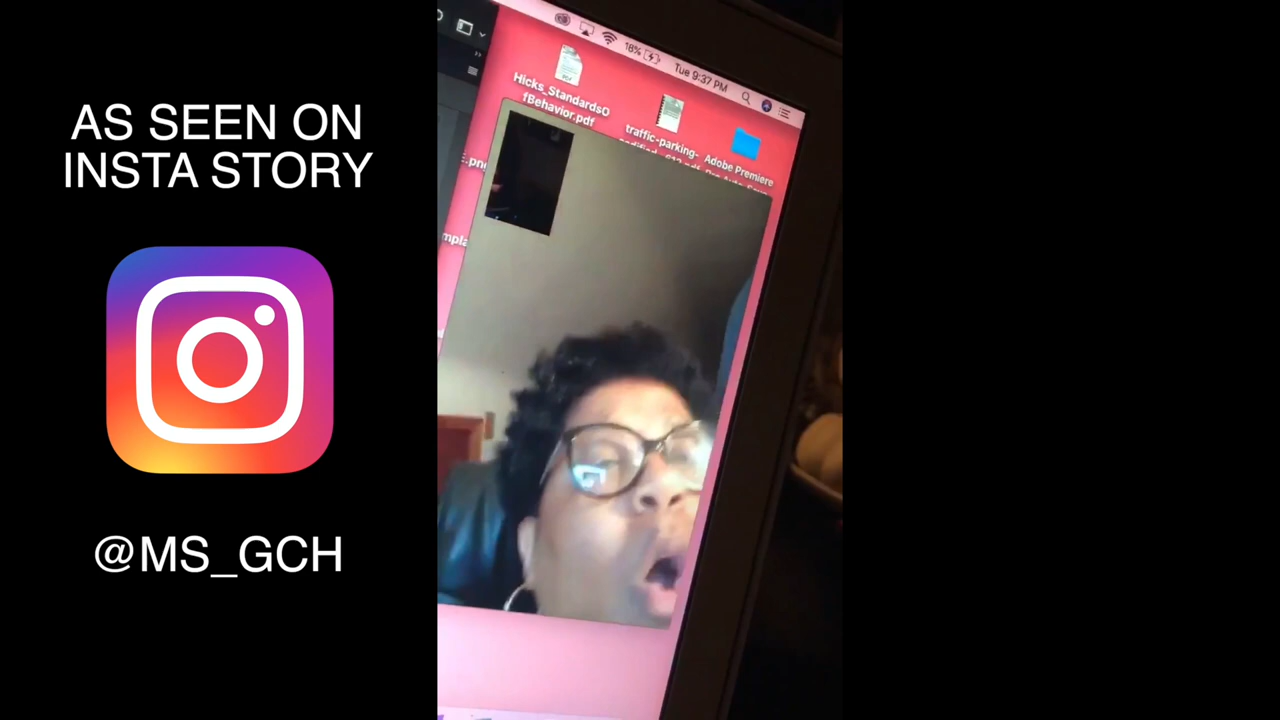 AS SEEN ON
INSTA STORY
@MS_GCH
18%
Tue 9:37 PM
Hicks_StandardsO
fBehavior.pdf
traffic-parking-
Adobe Premiere